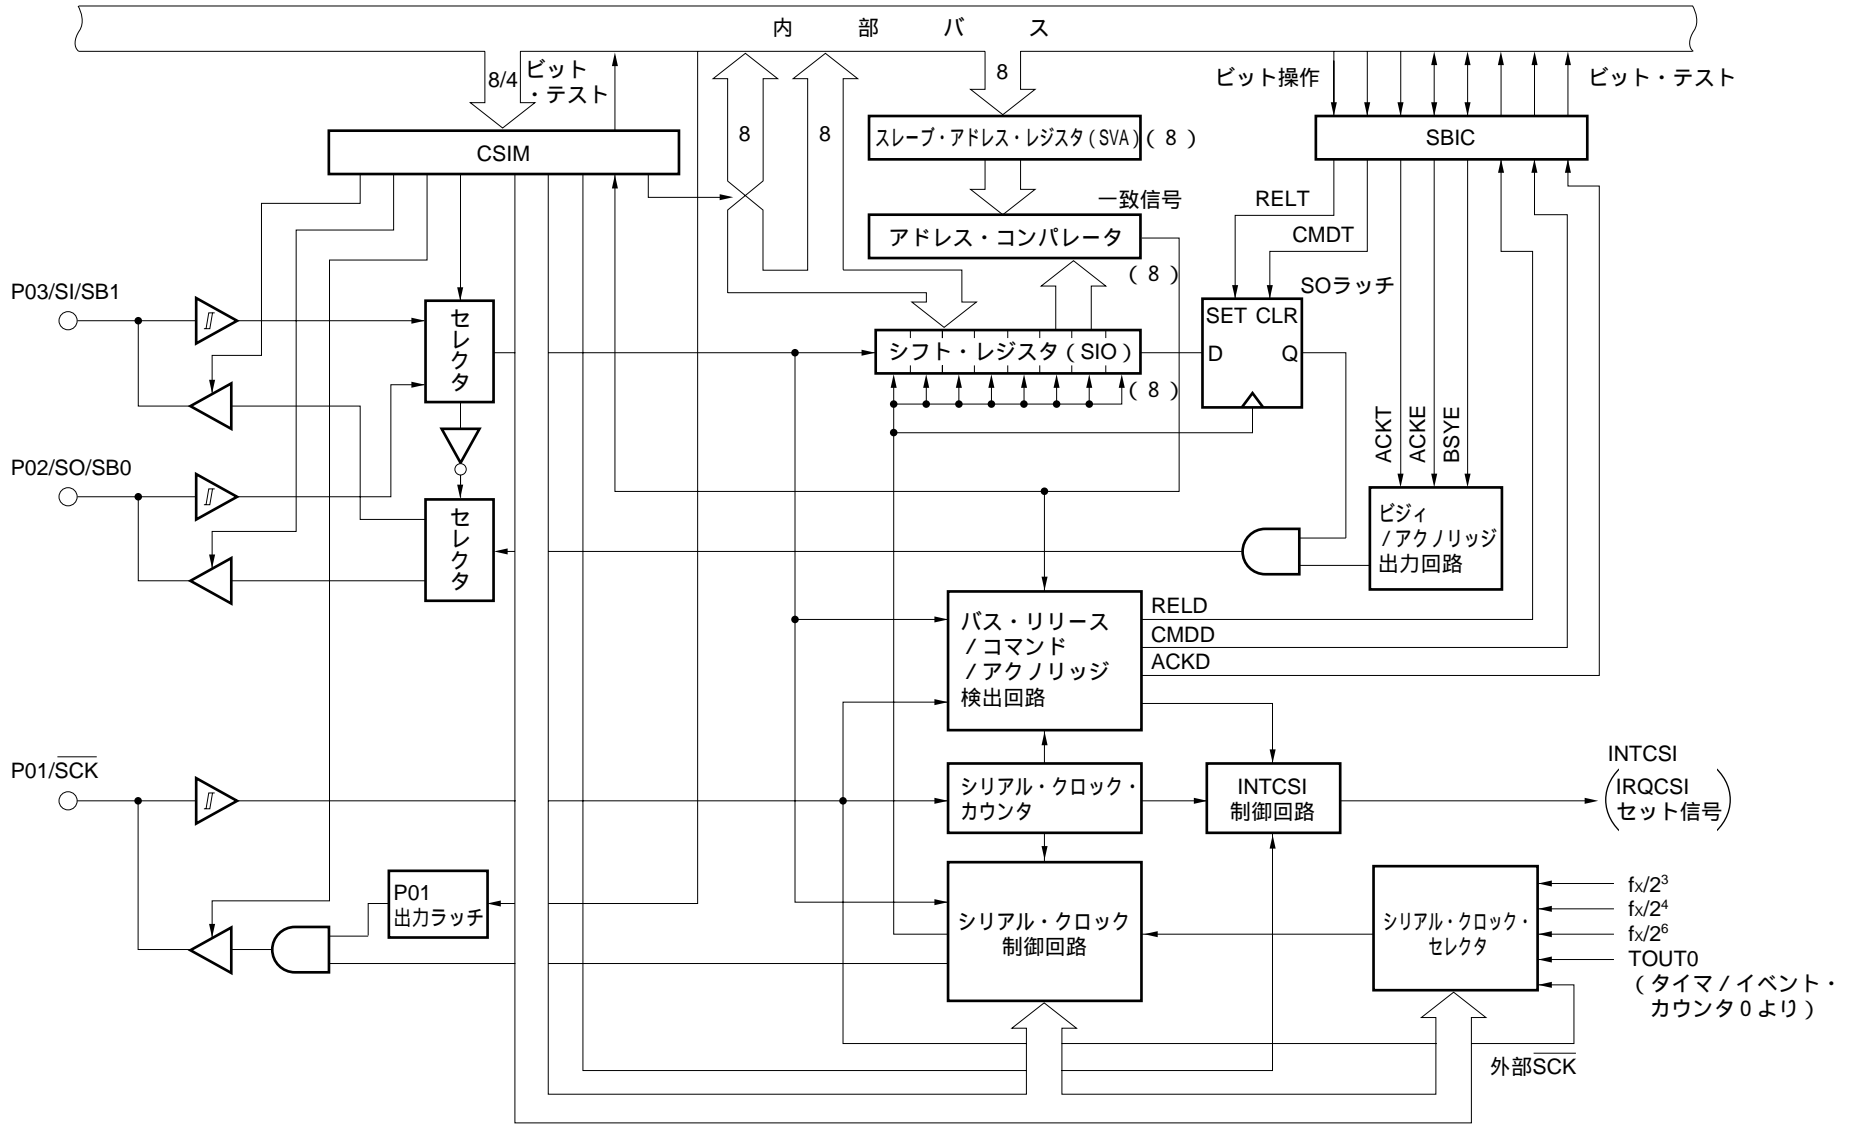 内部バス
8/4
ビット
・テスト
8
8
8
ビット操作
ビット・テスト
CSIM
スレーブ・アドレス・レジスタ(SVA)
(8)
SBIC
一致信号
アドレス・コンパレータ
(8)
RELT
CMDT
SOラッチ
P03/SI/SB1
セレクタ
SET CLR
D
Q
シフト・レジスタ(SIO)
(8)
ACKT
ACKE
BSYE
P02/SO/SB0
セレクタ
ビジィ
/アクノリッジ
出力回路
バス・リリース
/コマンド
/アクノリッジ
検出回路
RELD
CMDD
ACKD
P01/SCK
シリアル・クロック・
カウンタ
INTCSI
制御回路
INTCSI
(IRQCSI
セット信号)
P01
出力ラッチ
シリアル・クロック
制御回路
シリアル・クロック・
セレクタ
fX/2³
fX/2⁴
fX/2⁶
TOUT0
(タイマ/イベント・
カウンタ0より)
外部SCK